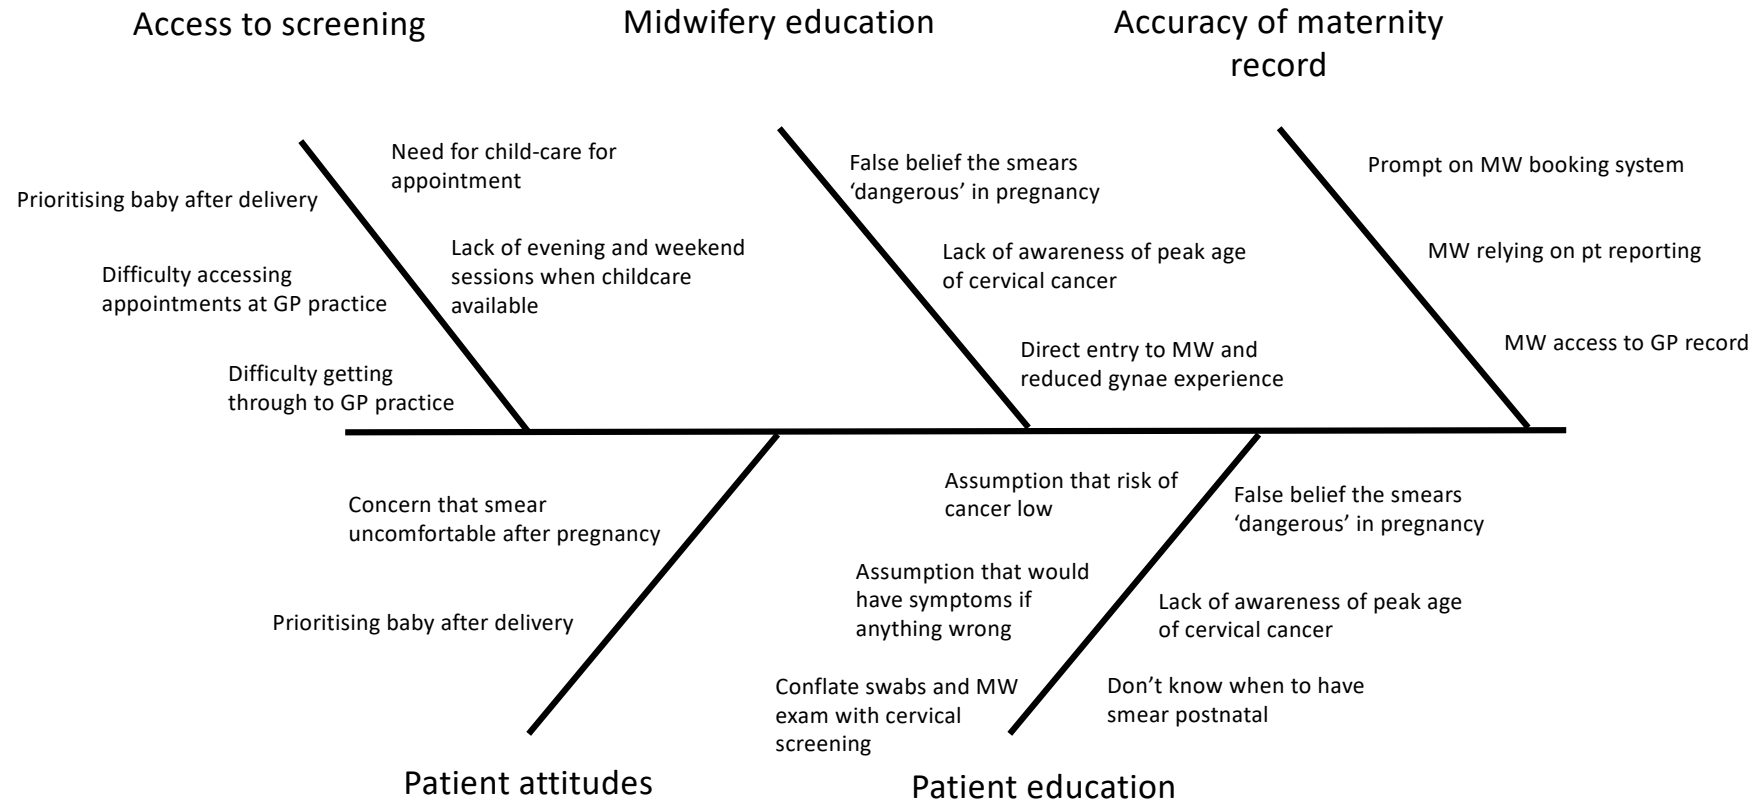 Access to screening
Midwifery education
Accuracy of maternity
record
Need for child-care for
appointment
Prioritising baby after delivery
Lack of evening and weekend
sessions when childcare
available
Difficulty accessing
appointments at GP practice
Difficulty getting
through to GP practice
False belief the smears
‘dangerous’ in pregnancy
Lack of awareness of peak age
of cervical cancer
Direct entry to MW and
reduced gynae experience
Prompt on MW booking system
MW relying on pt reporting
MW access to GP record
Concern that smear
uncomfortable after pregnancy
Prioritising baby after delivery
Patient attitudes
Assumption that risk of
cancer low
Assumption that would
have symptoms if
anything wrong
Conflate swabs and MW
exam with cervical
screening
False belief the smears
‘dangerous’ in pregnancy
Lack of awareness of peak age
of cervical cancer
Don’t know when to have
smear postnatal
Patient education